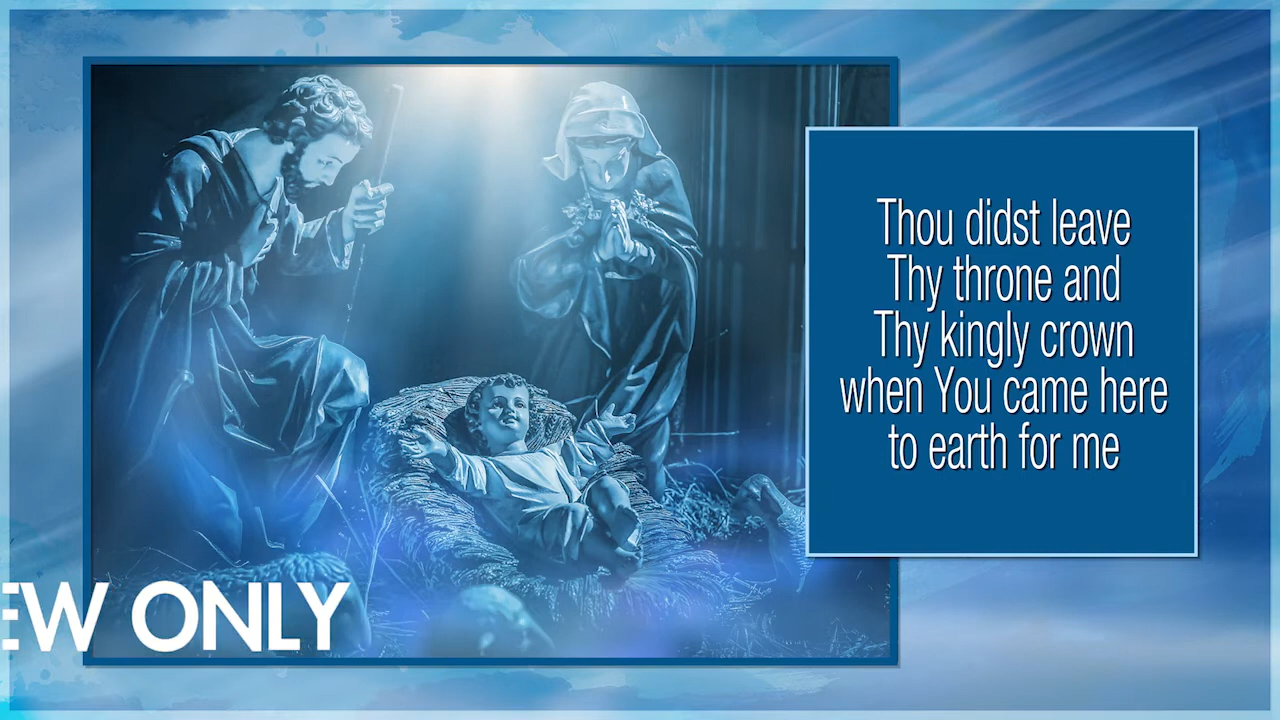 Thou didst leave
Thy throne and
Thy kingly crown
when You came here
to earth for me
EW ONLY